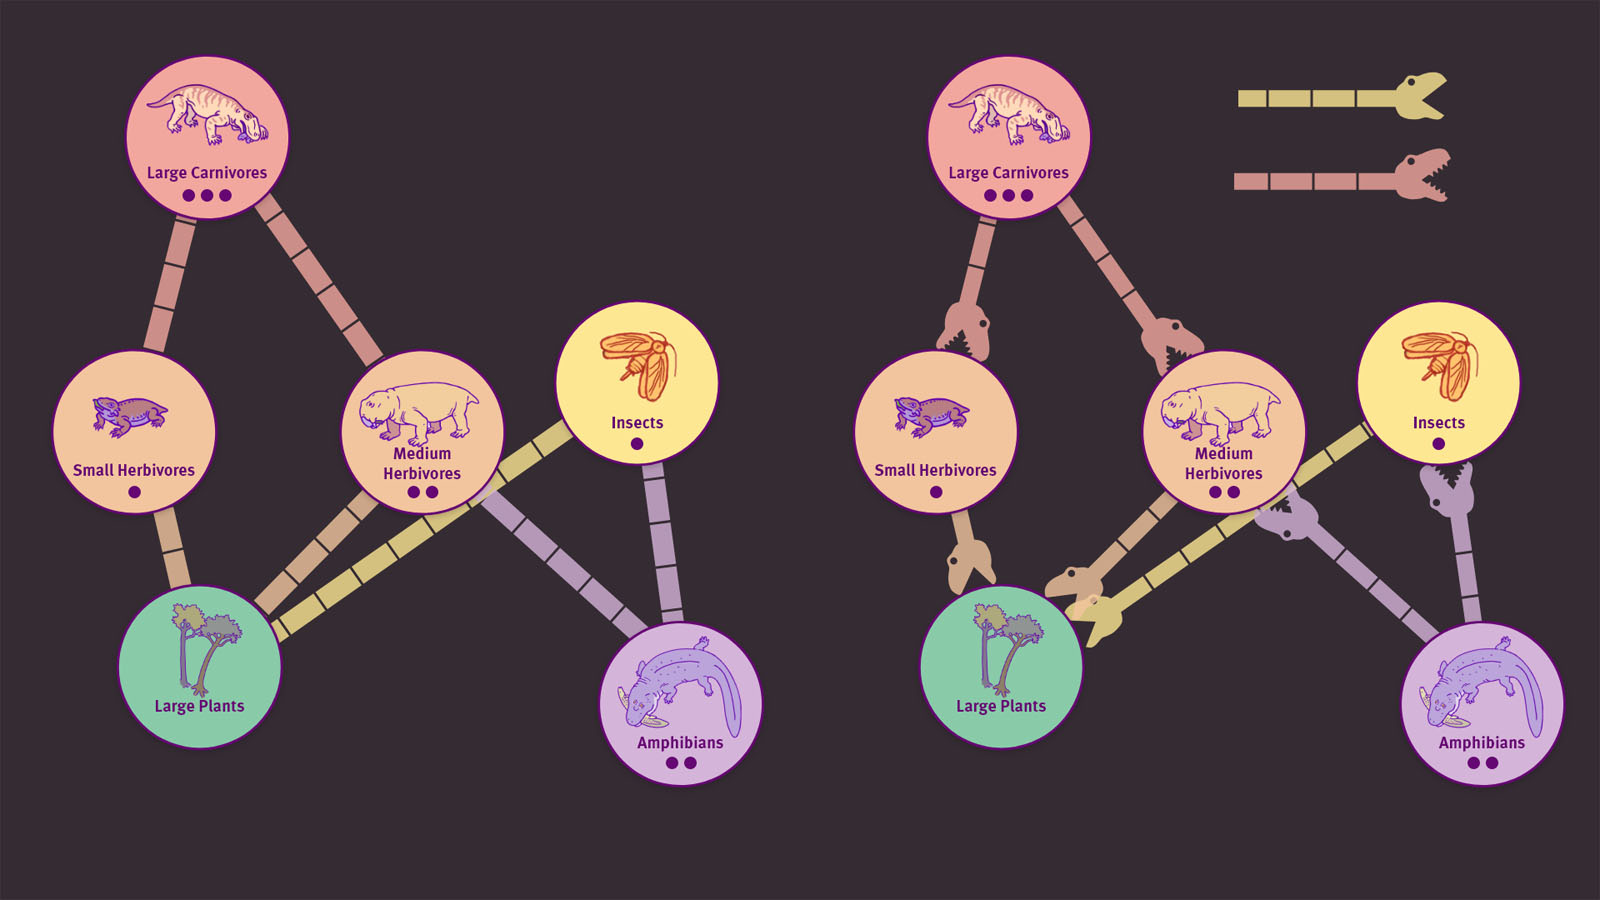 Large Carnivores
Insects
Small Herbivores
Medium
Herbivores
Large Plants
Amphibians
Large Carnivores
Insects
Small Herbivores
Medium
Herbivores
Large Plants
Amphibians